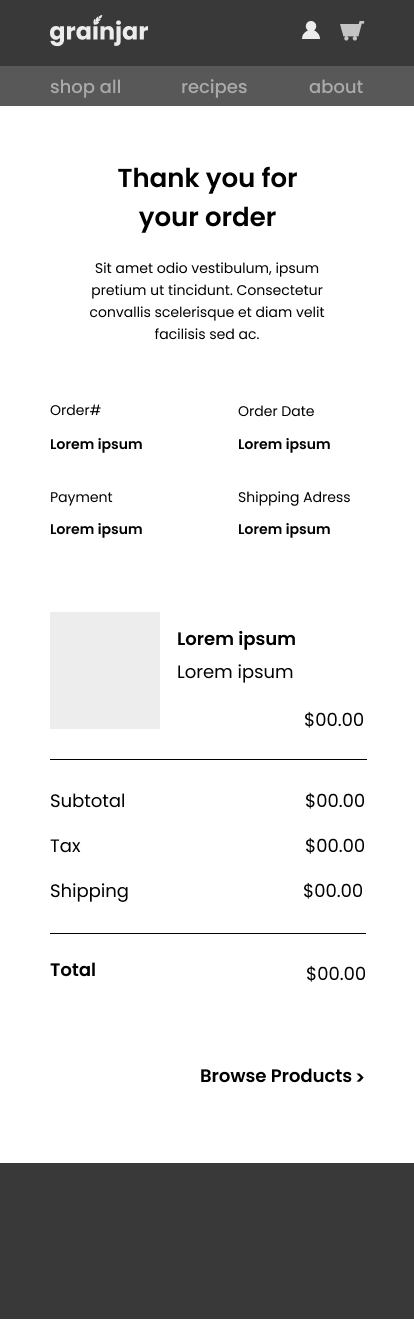 grainjar
shop all recipes about
Thank you for
your order
Sit amet odio vestibulum, ipsum
pretium ut tincidunt. Consectetur
convallis scelerisque et diam velit
facilisis sed ac.
Order# Order Date
Lorem ipsum Lorem ipsum
Payment Shipping Adress
Lorem ipsum Lorem ipsum
Lorem ipsum
Lorem ipsum
$00.00
Subtotal $00.00
Tax $00.00
Shipping $00.00
Total $00.00
Browse Products >